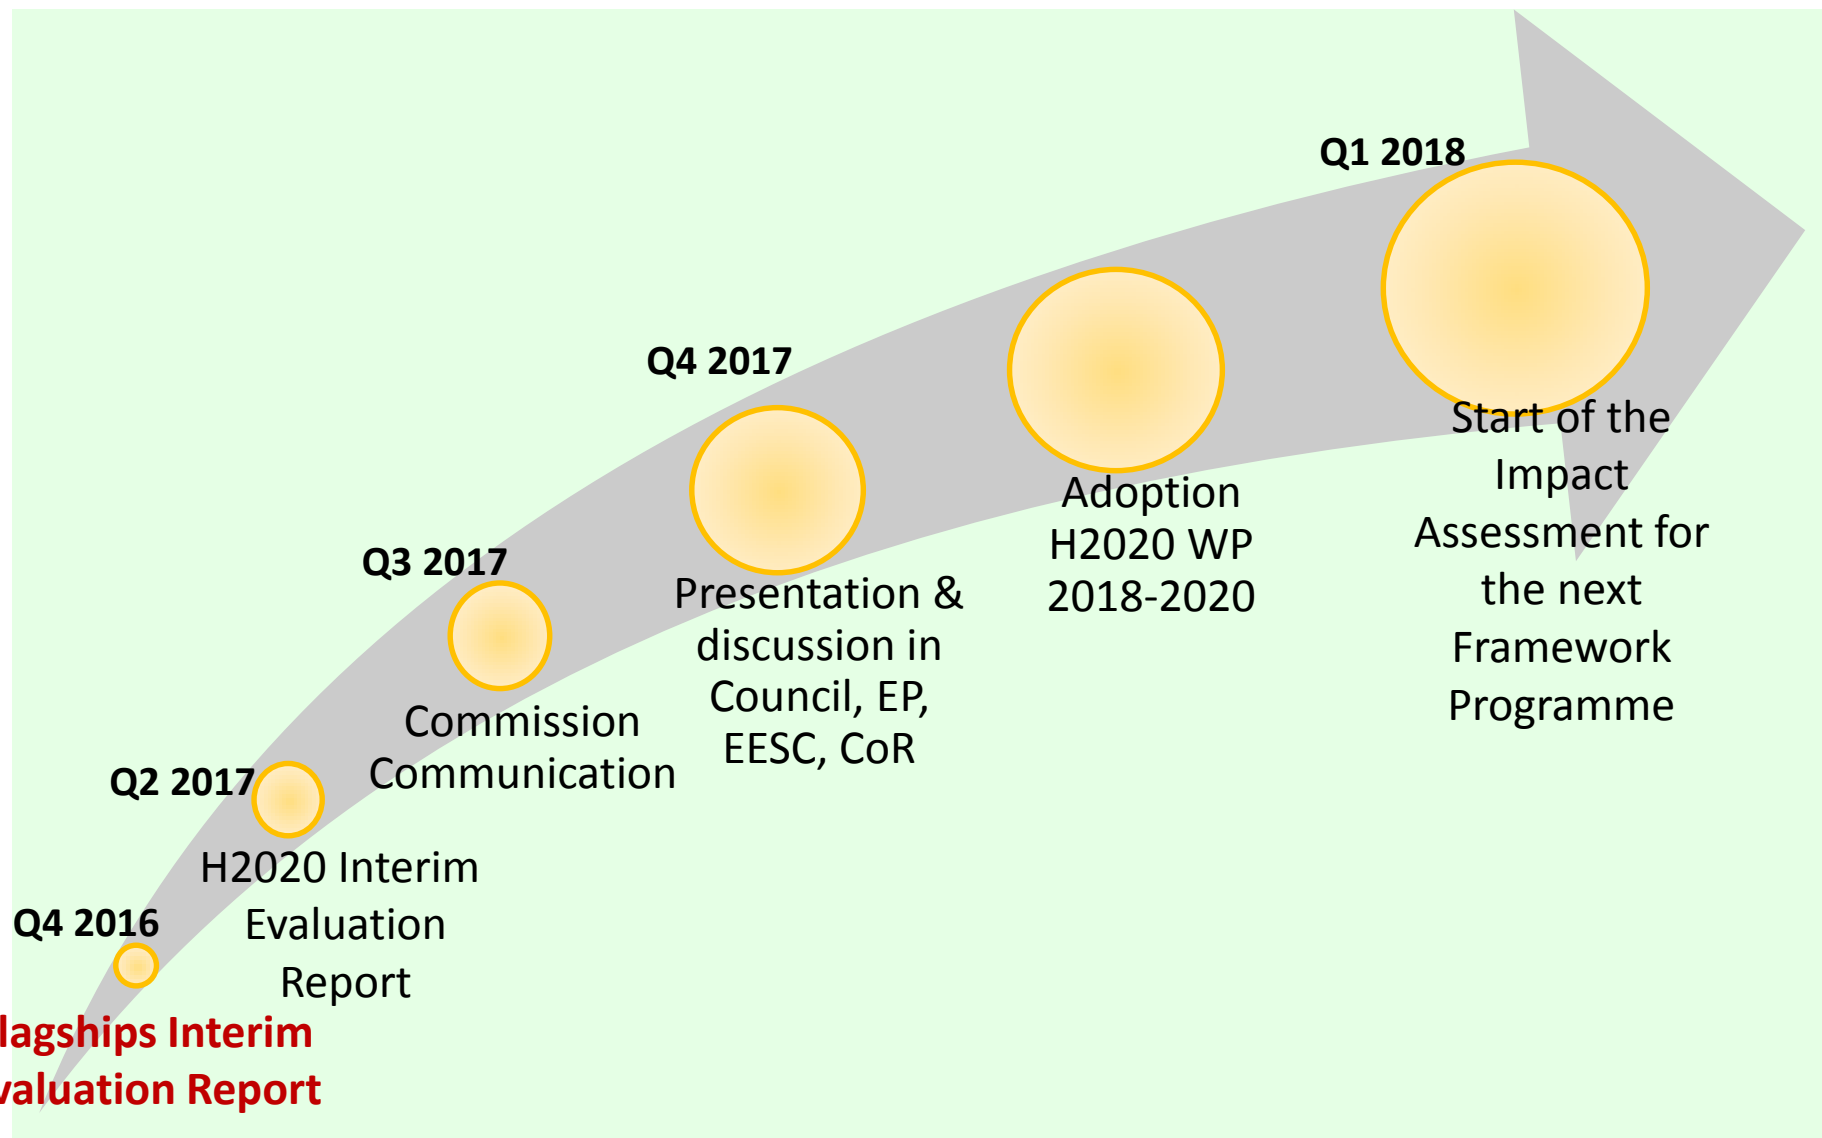 Q4 2016
lagships Interim
valuation Report
Q2 2017
H2020 Interim
Evaluation
Report
Q3 2017
Commission
Communication
Q4 2017
Presentation &
discussion in
Council, EP,
EESC, CoR
Adoption
H2020 WP
2018-2020
Q1 2018
Start of the
Impact
Assessment for
the next
Framework
Programme